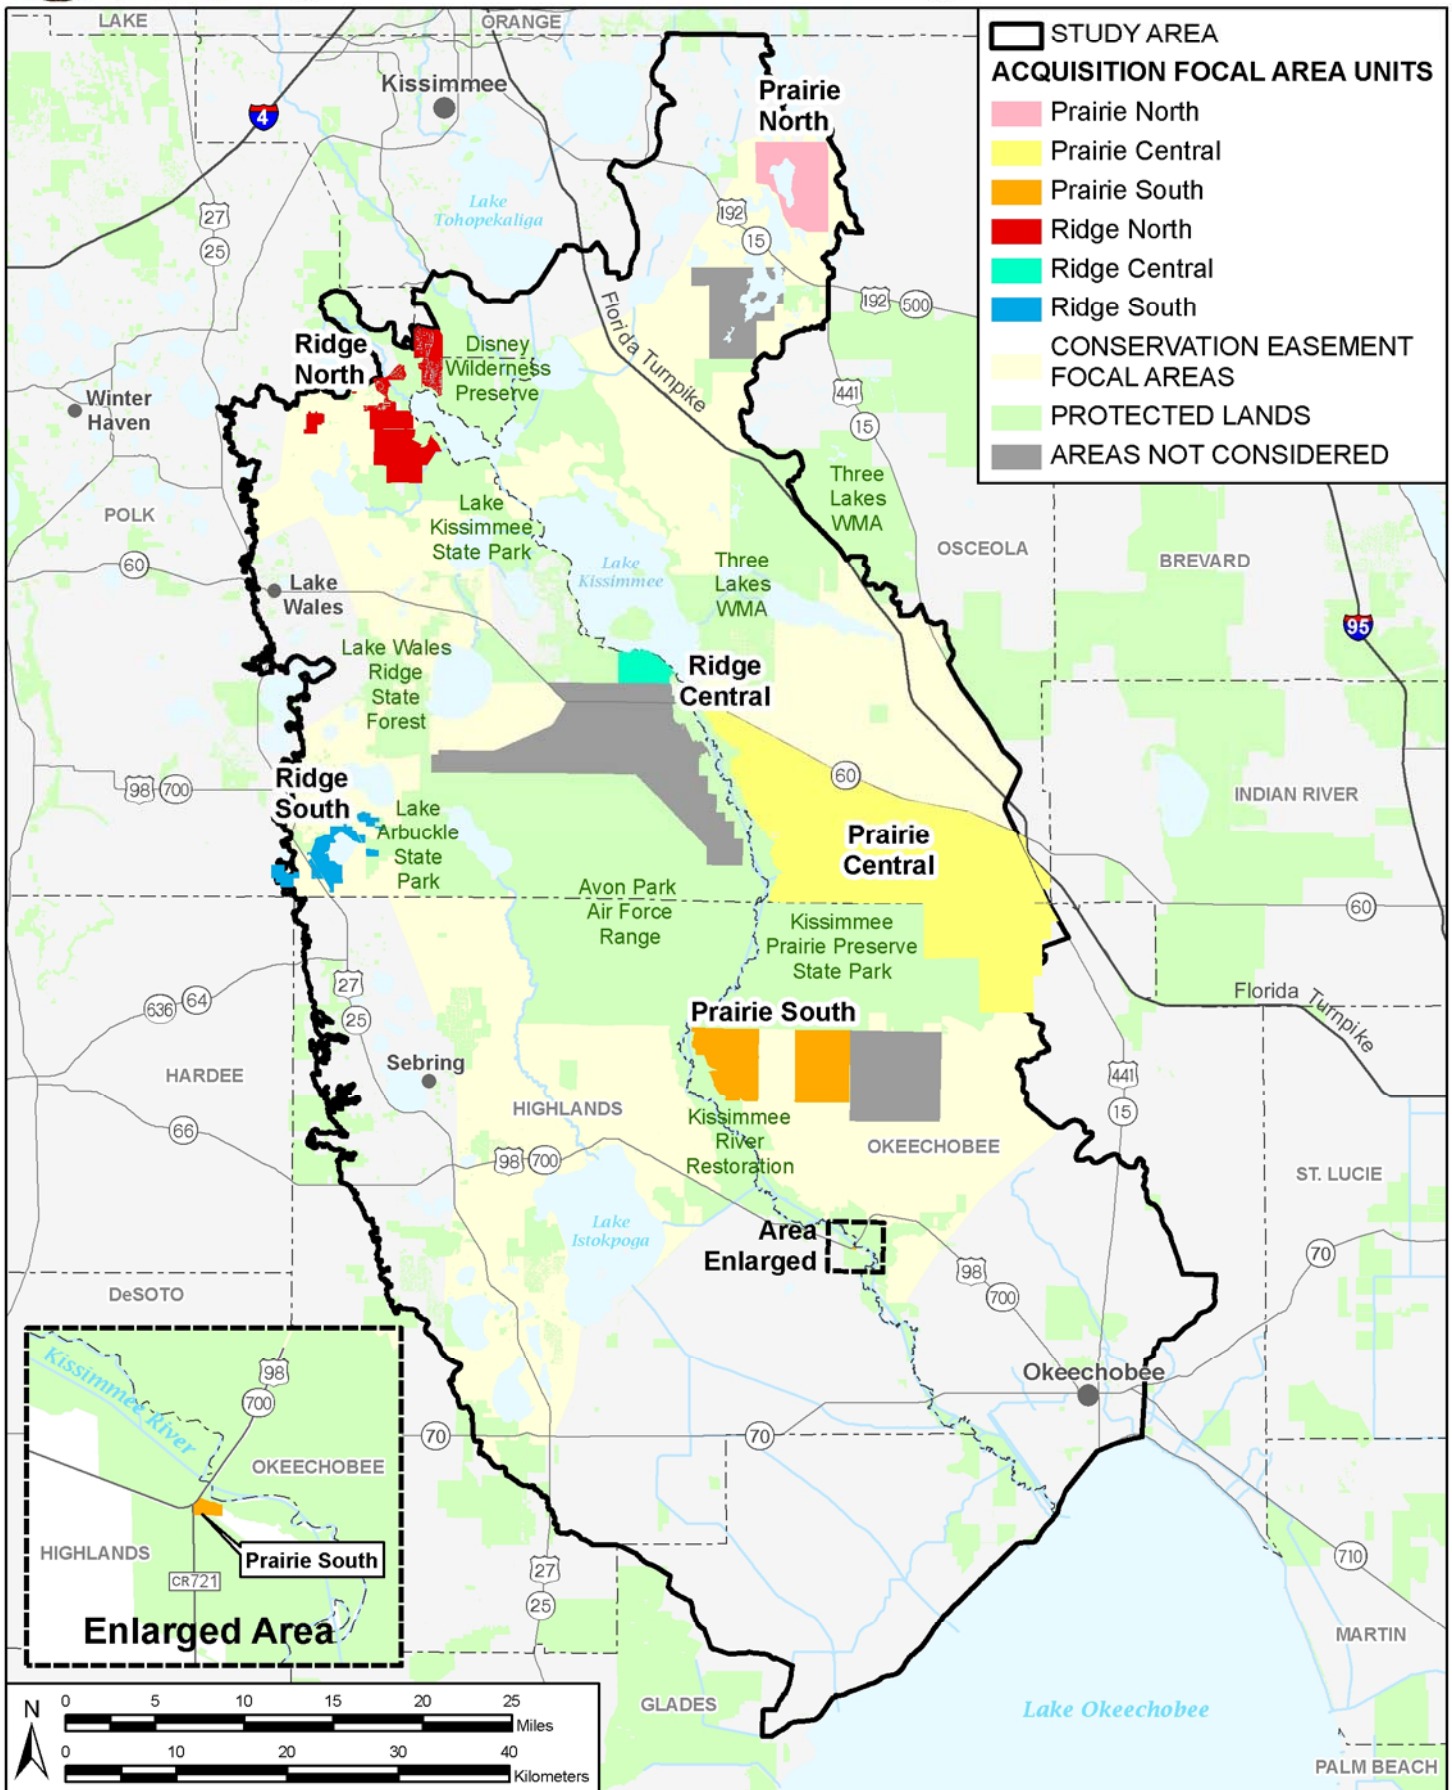 LAKE
ORANGE
Kissimmee
4
Lake
Tohopekaliga
27
25
Prairie
North
192
15
192
500
STUDY AREA
ACQUISITION FOCAL AREA UNITS
Prairie North
Prairie Central
Prairie South
Ridge North
Ridge Central
Ridge South
CONSERVATION EASEMENT
FOCAL AREAS
PROTECTED LANDS
AREAS NOT CONSIDERED
Florida Turnpike
Ridge
North
Disney
Wilderness
Preserve
Winter
Haven
441
15
Three
Lakes
WMA
POLK
Lake
Kissimmee
State Park
OSCEOLA
BREVARD
60
Lake
Kissimmee
Three
Lakes
WMA
Lake
Wales
95
Lake Wales
Ridge
State
Forest
Ridge
Central
98
700
Ridge
South
60
INDIAN RIVER
Lake
Arbuckle
State
Park
Prairie
Central
Avon Park
Air Force
Range
Kissimmee
Prairie Preserve
State Park
60
27
25
636
64
Florida Turnpike
Prairie South
HARDEE
Sebring
441
15
66
HIGHLANDS
Kissimmee
River
Restoration
OKEECHOBEE
98
700
ST. LUCIE
Lake
Istokpoga
Area
Enlarged
98
700
70
DeSOTO
Okeechobee
70
70
Kissimmee River
98
700
OKEECHOBEE
HIGHLANDS
Prairie South
CR721
Enlarged Area
27
25
710
MARTIN
GLADES
Lake Okeechobee
PALM BEACH
N
0 5 10 15 20 25
Miles
0 10 20 30 40
Kilometers